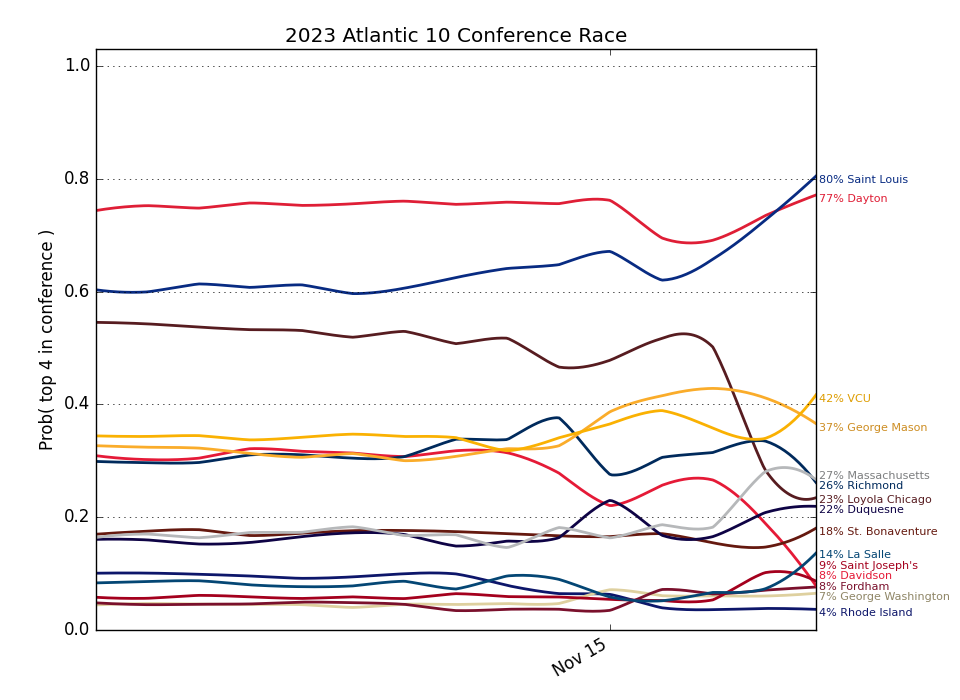 2023 Atlantic 10 Conference Race
Prob( top 4 in conference )
1.0
0.8
0.6
0.4
0.2
0.0
Nov 15
80% Saint Louis
77% Dayton
42% VCU
37% George Mason
27% Massachusetts
26% Richmond
23% Loyola Chicago
22% Duquesne
18% St. Bonaventure
14% La Salle
9% Saint Joseph's
8% Davidson
8% Fordham
7% George Washington
4% Rhode Island